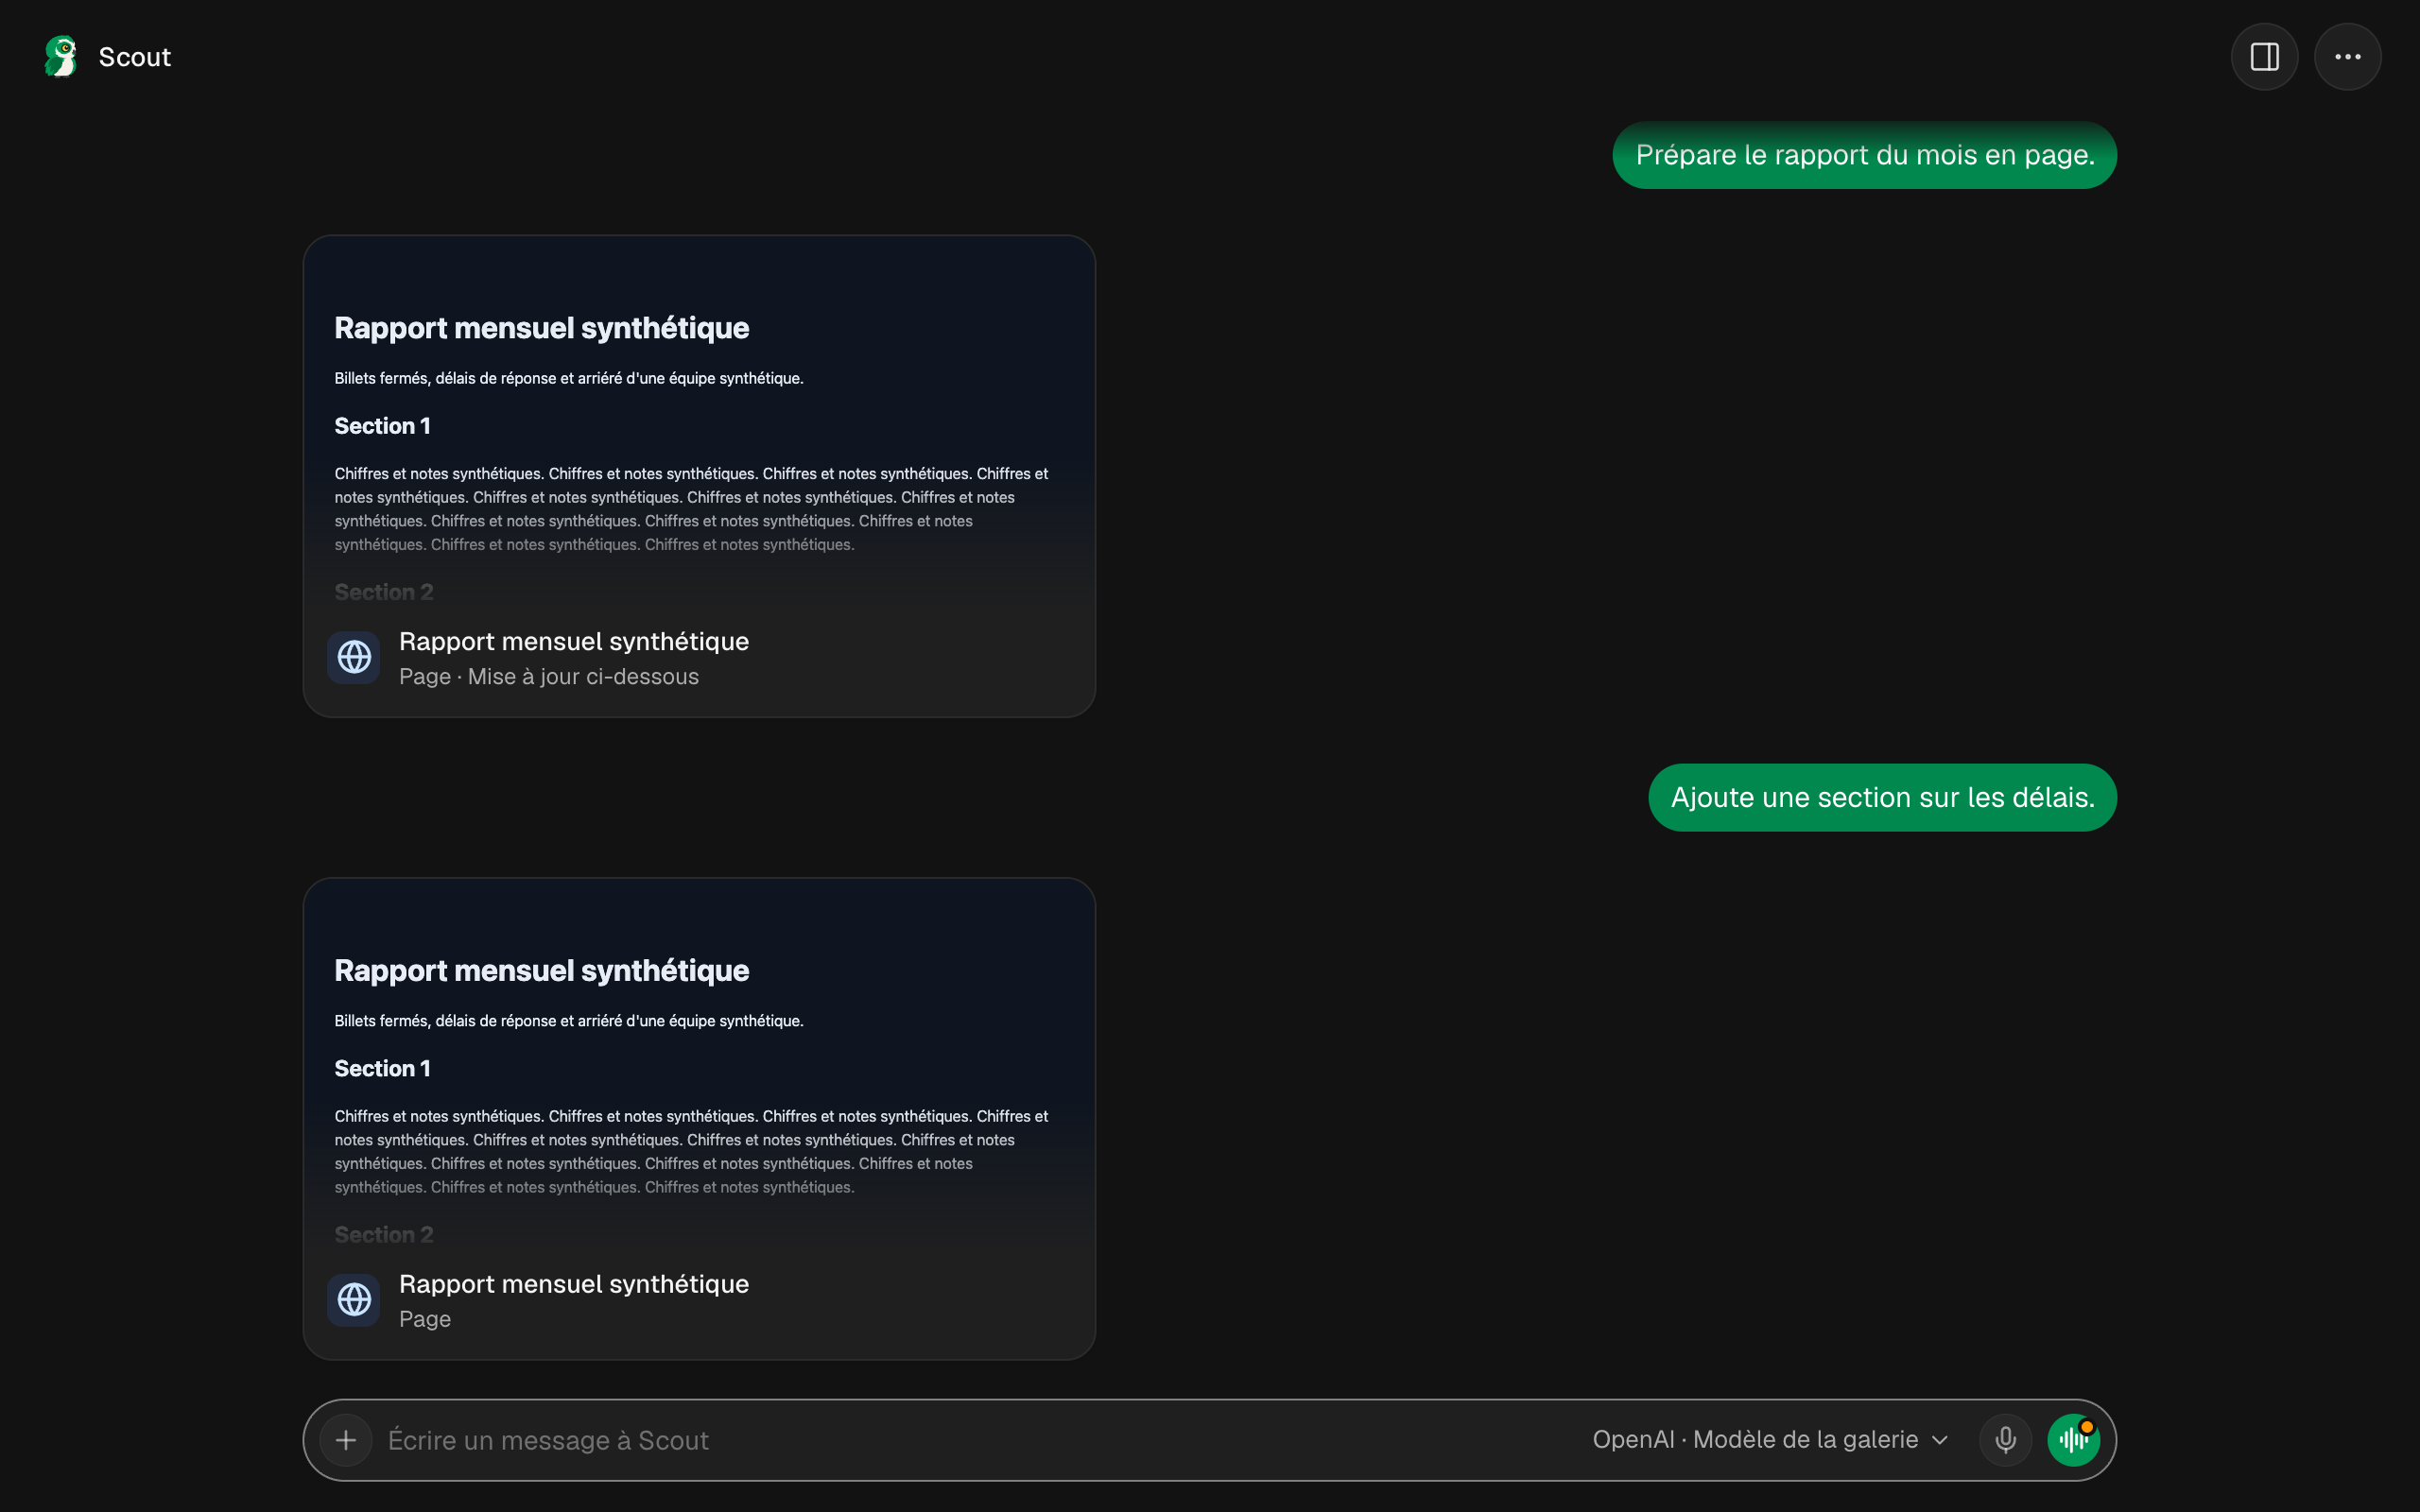 Scout
Prépare le rapport du mois en page.
Rapport mensuel synthétique
Billets fermés, délais de réponse et arriéré d'une équipe synthétique.
Section 1
Chiffres et notes synthétiques. Chiffres et notes synthétiques. Chiffres et notes synthétiques. Chiffres et
notes synthétiques. Chiffres et notes synthétiques. Chiffres et notes synthétiques. Chiffres et notes
synthétiques. Chiffres et notes synthétiques. Chiffres et notes synthétiques. Chiffres et notes
synthétiques. Chiffres et notes synthétiques. Chiffres et notes synthétiques.
Section 2
Rapport mensuel synthétique
Page · Mise à jour ci-dessous
Ajoute une section sur les délais.
Rapport mensuel synthétique
Billets fermés, délais de réponse et arriéré d'une équipe synthétique.
Section 1
Chiffres et notes synthétiques. Chiffres et notes synthétiques. Chiffres et notes synthétiques. Chiffres et
notes synthétiques. Chiffres et notes synthétiques. Chiffres et notes synthétiques. Chiffres et notes
synthétiques. Chiffres et notes synthétiques. Chiffres et notes synthétiques. Chiffres et notes
synthétiques. Chiffres et notes synthétiques. Chiffres et notes synthétiques.
Section 2
Rapport mensuel synthétique
Page
Écrire un message à Scout
OpenAI · Modèle de la galerie